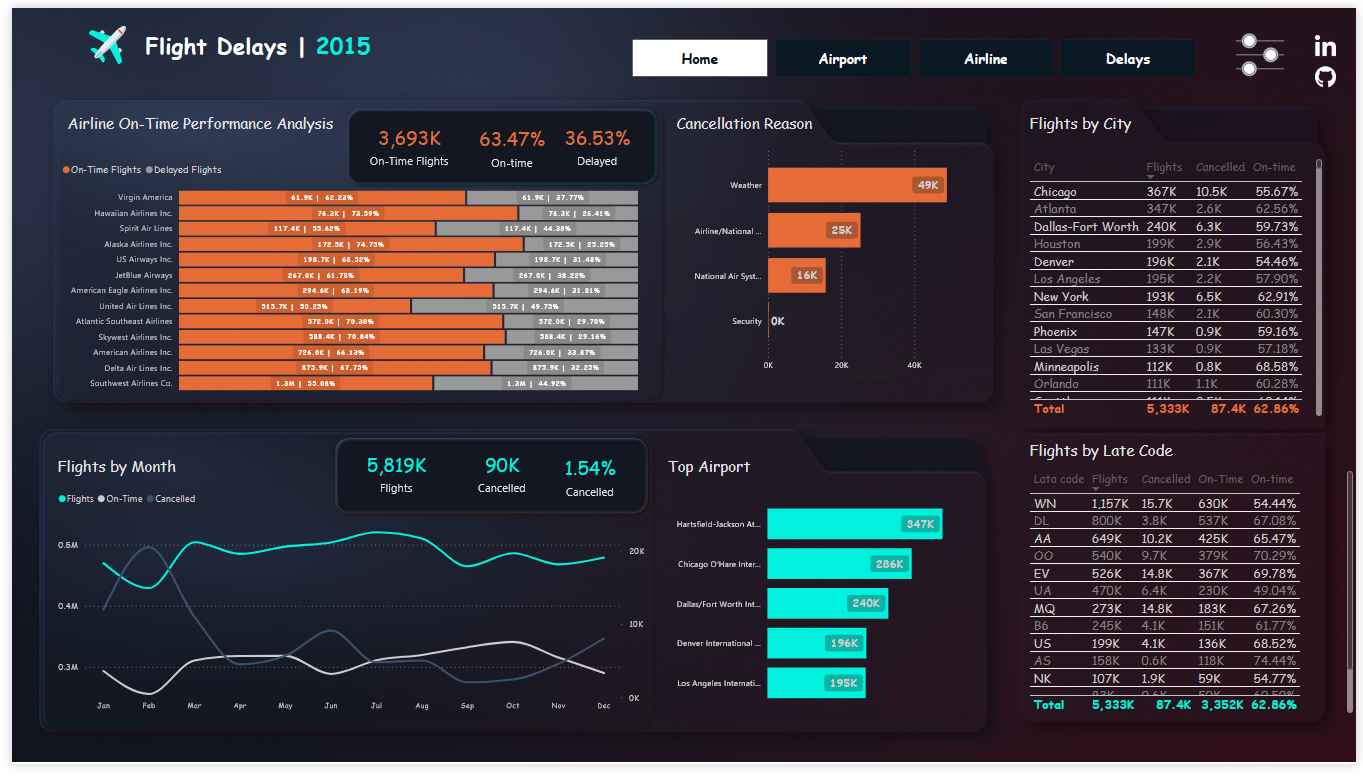 Flight Delays | 2015
Home Airport Airline Delays
in
Airline On-Time Performance Analysis
3,693K 63.47% 36.53%
On-Time Flights On-time Delayed
On-Time Flights Delayed Flights
Virgin America 61.9K | 62.23% 61.9K | 37.77%
Hawaiian Airlines Inc. 76.3K | 73.59% 76.3K | 26.41%
Spirit Air Lines 117.4K | 55.62% 117.4K | 44.38%
Alaska Airlines Inc. 172.5K | 74.75% 172.5K | 25.25%
US Airways Inc. 198.7K | 68.52% 198.7K | 31.48%
JetBlue Airways 267.0K | 61.78% 267.0K | 38.22%
American Eagle Airlines Inc. 294.6K | 68.19% 294.6K | 31.81%
United Air Lines Inc. 515.7K | 50.25% 515.7K | 49.75%
Atlantic Southeast Airlines 572.0K | 70.30% 572.0K | 29.70%
Skywest Airlines Inc. 588.4K | 70.84% 588.4K | 29.16%
American Airlines Inc. 726.0K | 66.13% 726.0K | 33.87%
Delta Air Lines Inc. 875.9K | 67.75% 875.9K | 32.25%
Southwest Airlines Co. 1.3M | 55.08% 1.3M | 44.92%
Cancellation Reason
Weather 49K
Airline/National ... 25K
National Air Syst... 16K
Security 0K
0K 20K 40K
Flights by City
City Flights Cancelled On-time
Chicago 367K 10.5K 55.67%
Atlanta 347K 2.6K 62.56%
Dallas-Fort Worth 240K 6.3K 59.73%
Houston 199K 2.9K 56.43%
Denver 196K 2.1K 54.46%
Los Angeles 195K 2.2K 57.90%
New York 193K 6.5K 62.91%
San Francisco 148K 2.1K 60.30%
Phoenix 147K 0.9K 59.16%
Las Vegas 133K 0.9K 57.18%
Minneapolis 112K 0.8K 68.58%
Orlando 111K 1.1K 60.28%
Total 5,333K 87.4K 62.86%
Flights by Month
5,819K 90K 1.54%
Flights Cancelled Cancelled
Flights On-Time Cancelled
0.5M
0.4M
0.3M
20K
10K
0K
Jan Feb Mar Apr May Jun Jul Aug Sep Oct Nov Dec
Top Airport
Hartsfield-Jackson At... 347K
Chicago O'Hare Inter... 286K
Dallas/Fort Worth Int... 240K
Denver International ... 196K
Los Angeles Internati... 195K
Flights by Late Code
Lata code Flights Cancelled On-Time On-time
WN 1,157K 15.7K 630K 54.44%
DL 800K 3.8K 537K 67.08%
AA 649K 10.2K 425K 65.47%
OO 540K 9.7K 379K 70.29%
EV 526K 14.8K 367K 69.78%
UA 470K 6.4K 230K 49.04%
MQ 273K 14.8K 183K 67.26%
B6 245K 4.1K 151K 61.77%
US 199K 4.1K 136K 68.52%
AS 158K 0.6K 118K 74.44%
NK 107K 1.9K 59K 54.77%
Total 5,333K 87.4K 3,352K 62.86%